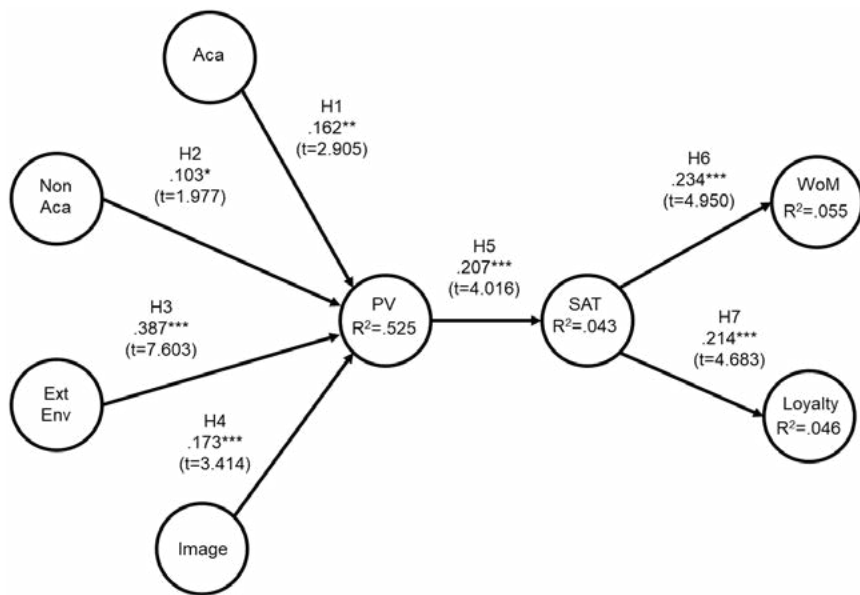 Aca
H1
.162**
(t=2.905)
H2
.103*
(t=1.977)
Non
Aca
H6
.234***
(t=4.950)
WoM
R²=.055
H5
.207***
(t=4.016)
PV
R²=.525
SAT
R²=.043
H3
.387***
(t=7.603)
H7
.214***
(t=4.683)
Ext
Env
Loyalty
R²=.046
H4
.173***
(t=3.414)
Image